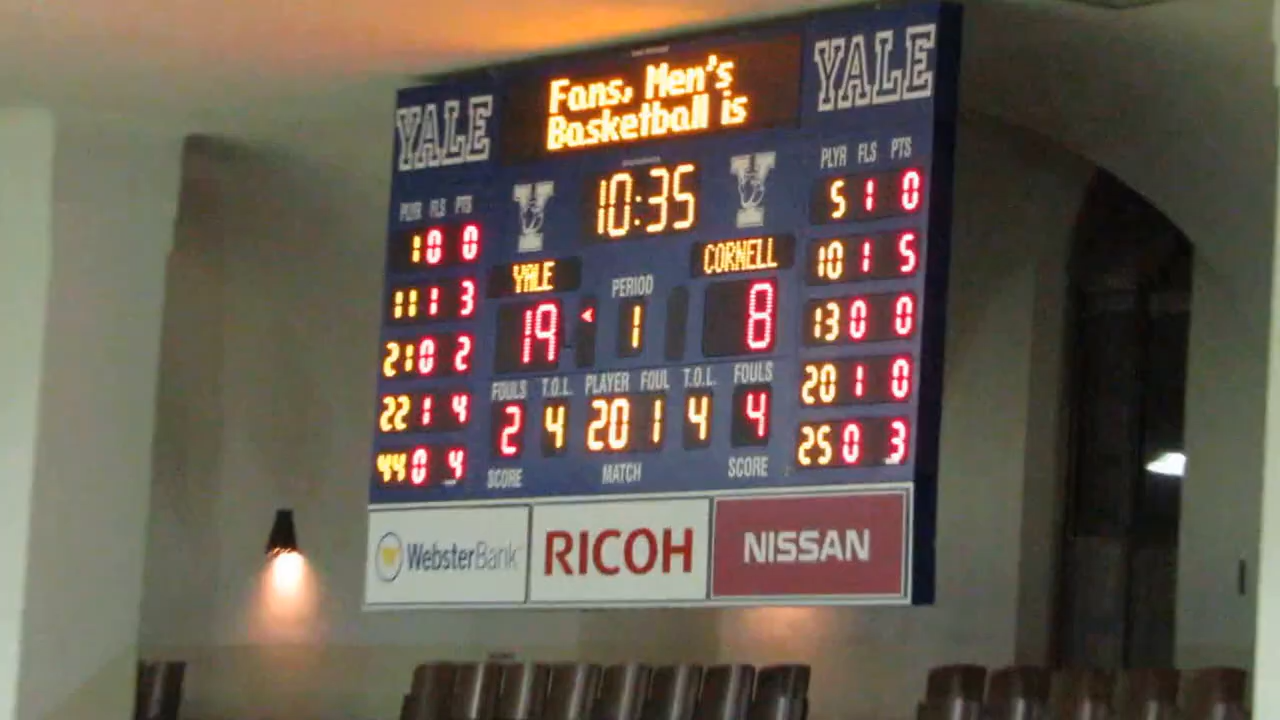 Fans, Men's
Basketball is
YALE
YALE
10:35
PLYR FLS PTS
10 0 0
11 1 3
21 0 2
22 1 4
44 0 4
YALE
19
PERIOD
1
CORNELL
8
FOULS T.O.L. PLAYER FOUL T.O.L. FOULS
2 4 20 1 4 4
SCORE MATCH SCORE
PLYR FLS PTS
5 1 0
10 1 5
13 0 0
20 1 0
25 0 3
WebsterBank
RICOH
NISSAN